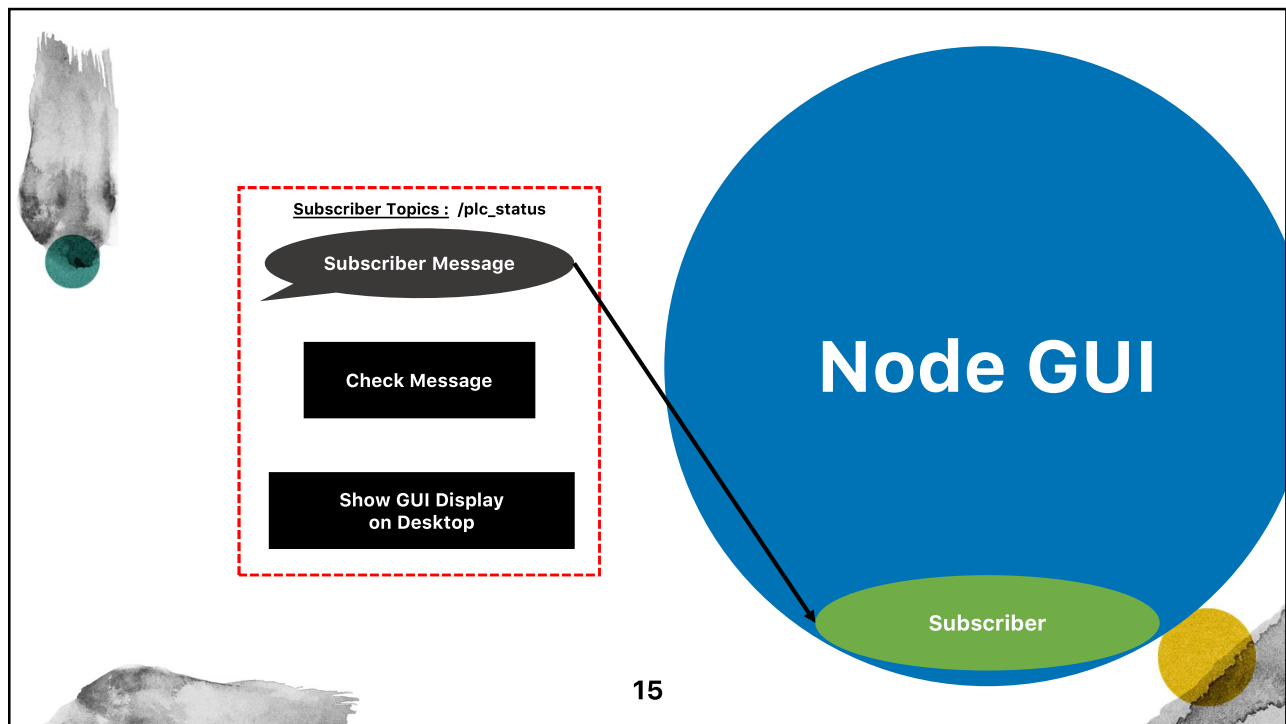 Subscriber Topics : /plc_status
Subscriber Message
Check Message
Show GUI Display
on Desktop
Node GUI
Subscriber
15